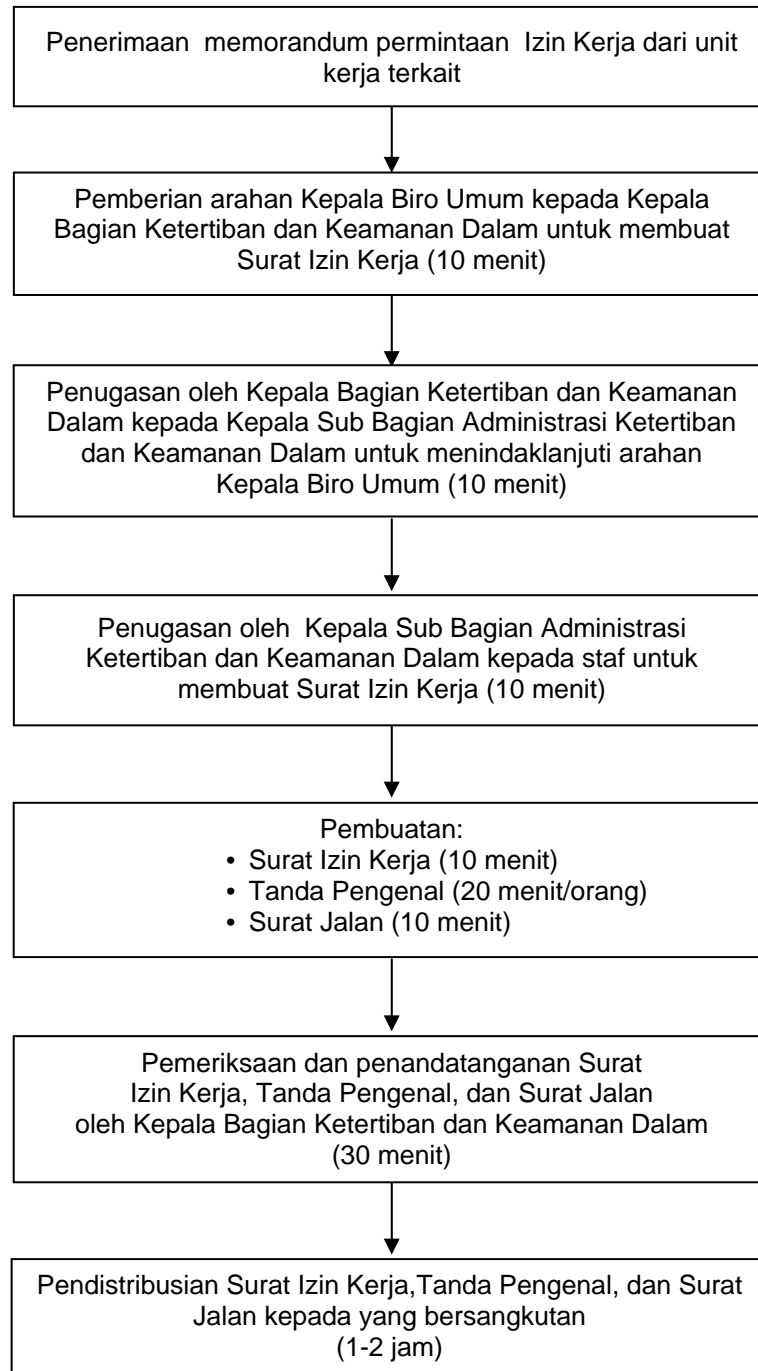 Penerimaan memorandum permintaan Izin Kerja dari unit
kerja terkait
Pemberian arahan Kepala Biro Umum kepada Kepala
Bagian Ketertiban dan Keamanan Dalam untuk membuat
Surat Izin Kerja (10 menit)
Penugasan oleh Kepala Bagian Ketertiban dan Keamanan
Dalam kepada Kepala Sub Bagian Administrasi Ketertiban
dan Keamanan Dalam untuk menindaklanjuti arahan
Kepala Biro Umum (10 menit)
Penugasan oleh Kepala Sub Bagian Administrasi
Ketertiban dan Keamanan Dalam kepada staf untuk
membuat Surat Izin Kerja (10 menit)
Pembuatan:
• Surat Izin Kerja (10 menit)
• Tanda Pengenal (20 menit/orang)
• Surat Jalan (10 menit)
Pemeriksaan dan penandatanganan Surat
Izin Kerja, Tanda Pengenal, dan Surat Jalan
oleh Kepala Bagian Ketertiban dan Keamanan Dalam
(30 menit)
Pendistribusian Surat Izin Kerja,Tanda Pengenal, dan Surat
Jalan kepada yang bersangkutan
(1-2 jam)